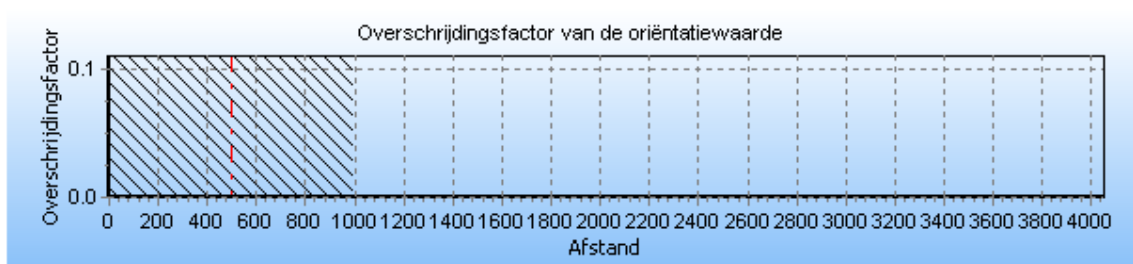 Overschrijdingsfactor van de oriëntatiewaarde
Overschrijdingsfactor
0.1
0.0
0 200 400 600 800 1000 1200 1400 1600 1800 2000 2200 2400 2600 2800 3000 3200 3400 3600 3800 4000
Afstand